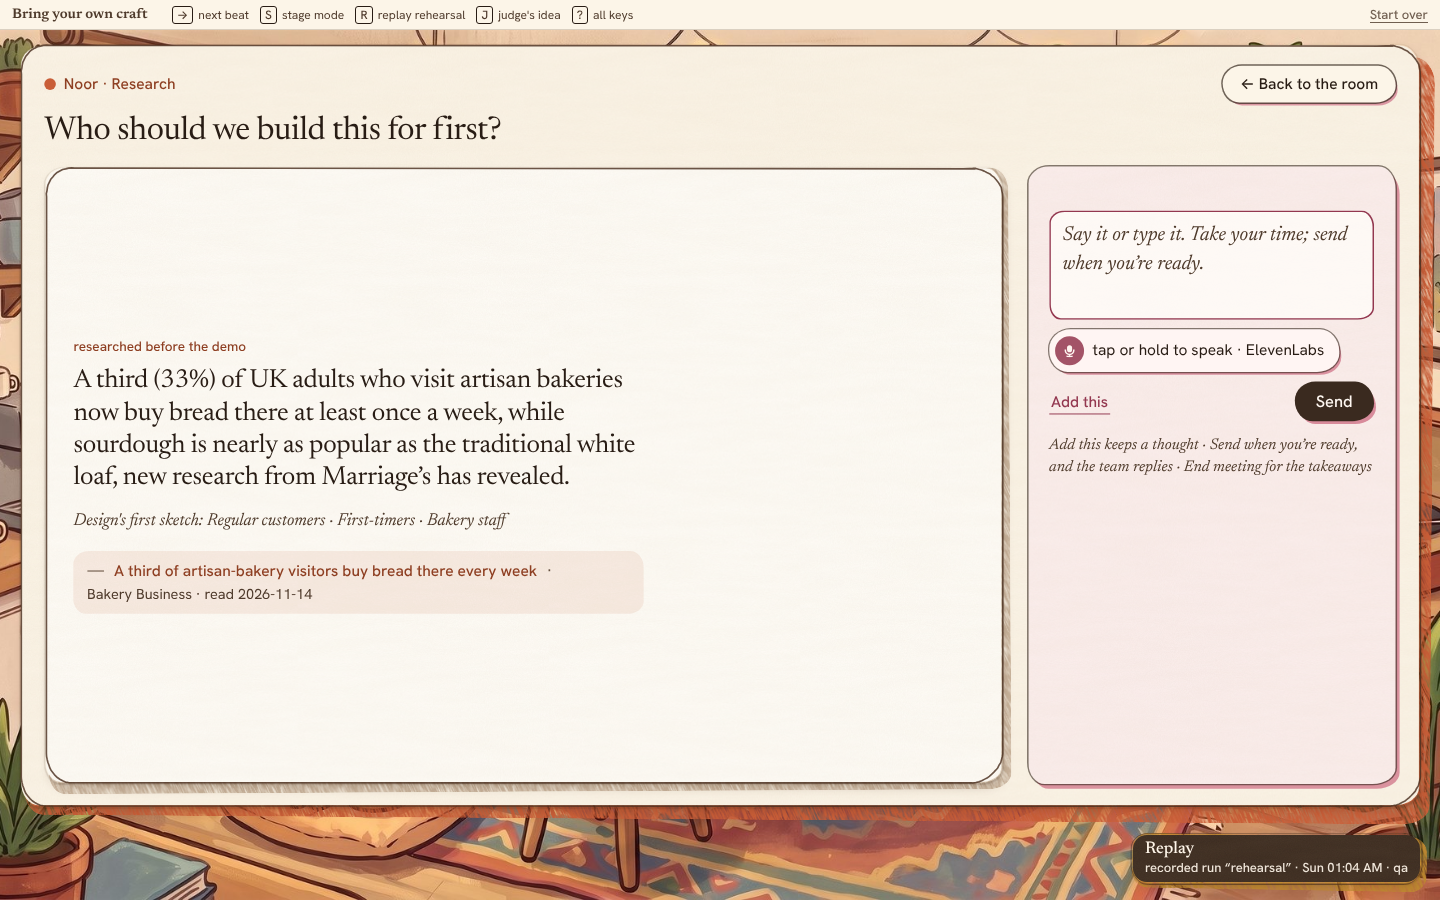 Bring your own craft → next beat S stage mode R replay rehearsal J judge's idea ? all keys Start over
Noor · Research
← Back to the room
Who should we build this for first?
researched before the demo
A third (33%) of UK adults who visit artisan bakeries
now buy bread there at least once a week, while
sourdough is nearly as popular as the traditional white
loaf, new research from Marriage’s has revealed.
Design's first sketch: Regular customers · First-timers · Bakery staff
— A third of artisan-bakery visitors buy bread there every week ·
Bakery Business · read 2026-11-14
Say it or type it. Take your time; send
when you’re ready.
tap or hold to speak · ElevenLabs
Add this Send
Add this keeps a thought · Send when you’re ready,
and the team replies · End meeting for the takeaways
Replay
recorded run “rehearsal” · Sun 01:04 AM · qa